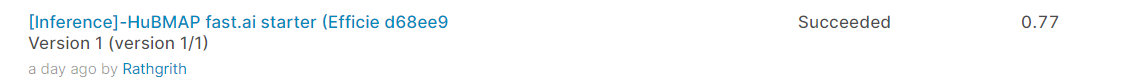 [Inference]-HuBMAP fast.ai starter (Efficie d68ee9 Succeeded 0.77
Version 1 (version 1/1)
a day ago by Rathgrith